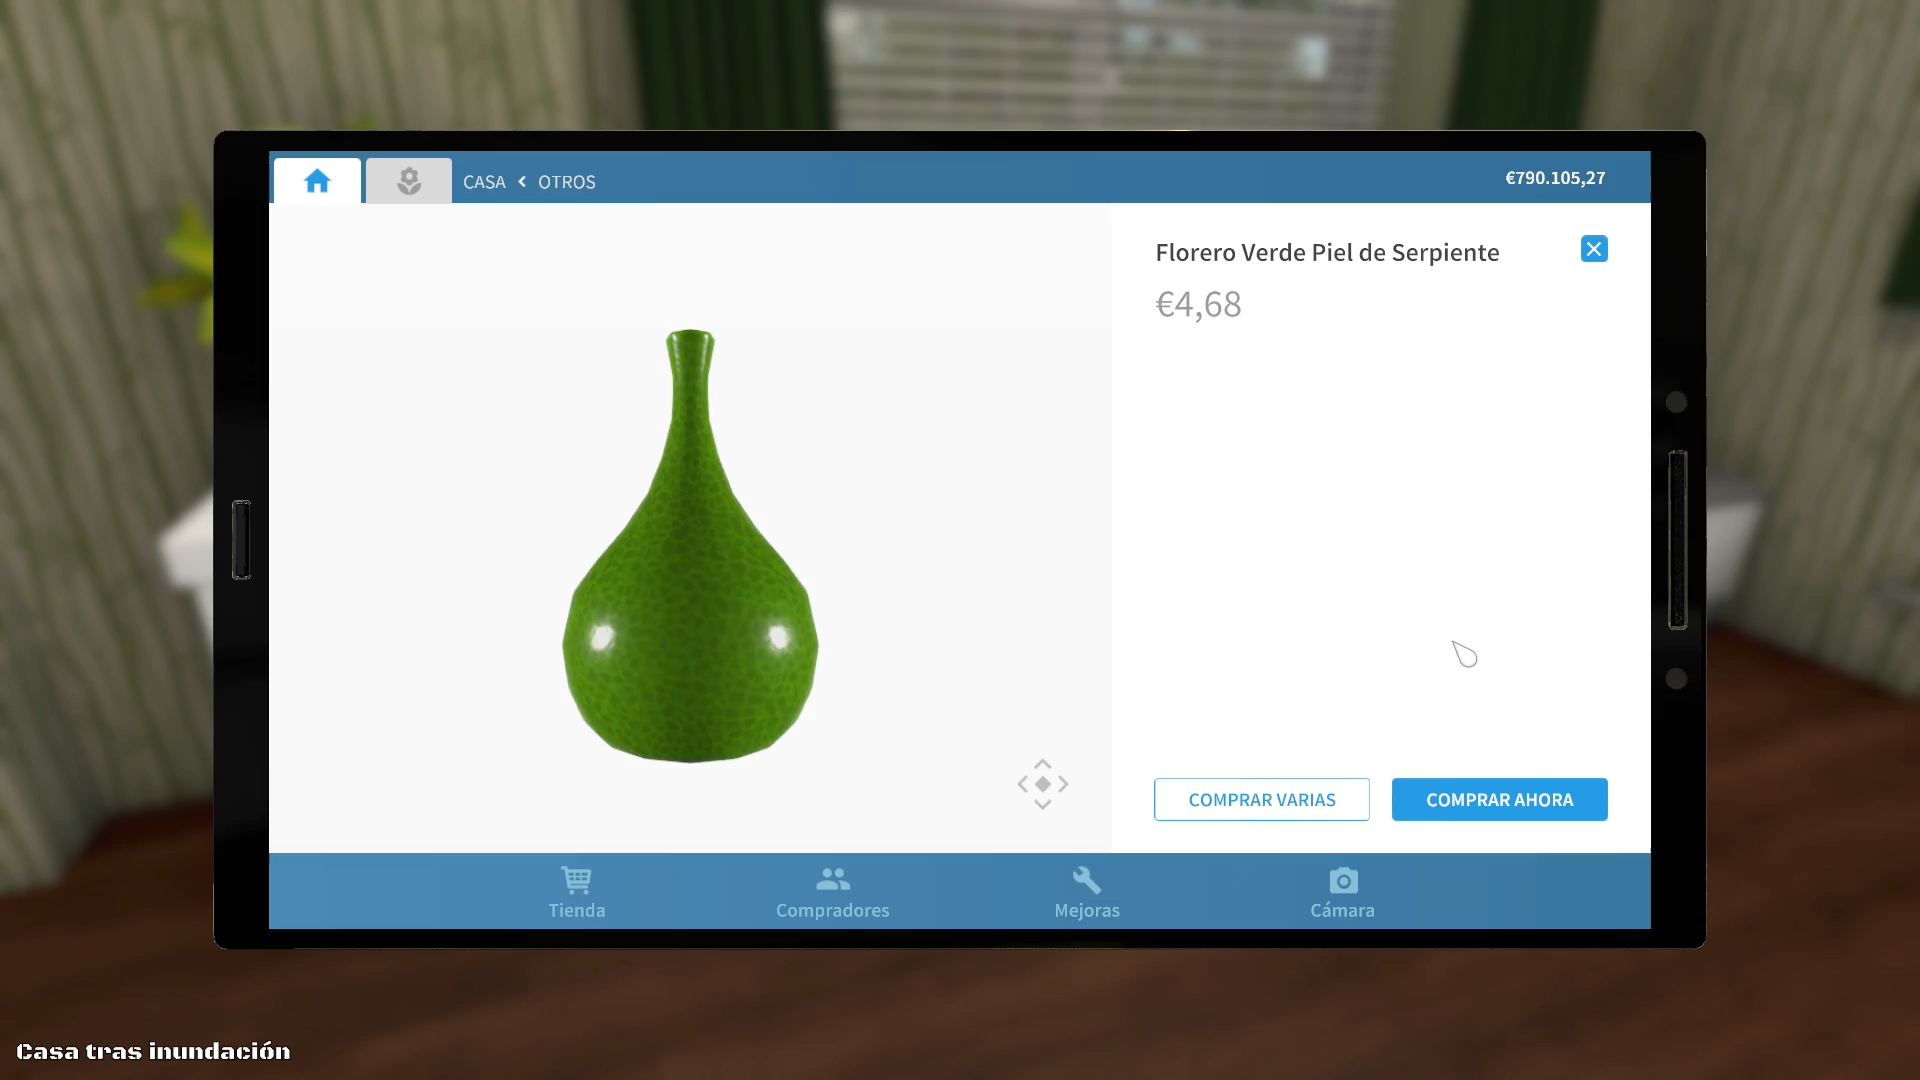 CASA < OTROS
€790.105,27
Florero Verde Piel de Serpiente
€4,68
COMPRAR VARIAS
COMPRAR AHORA
Tienda
Compradores
Mejoras
Cámara
Casa tras inundación